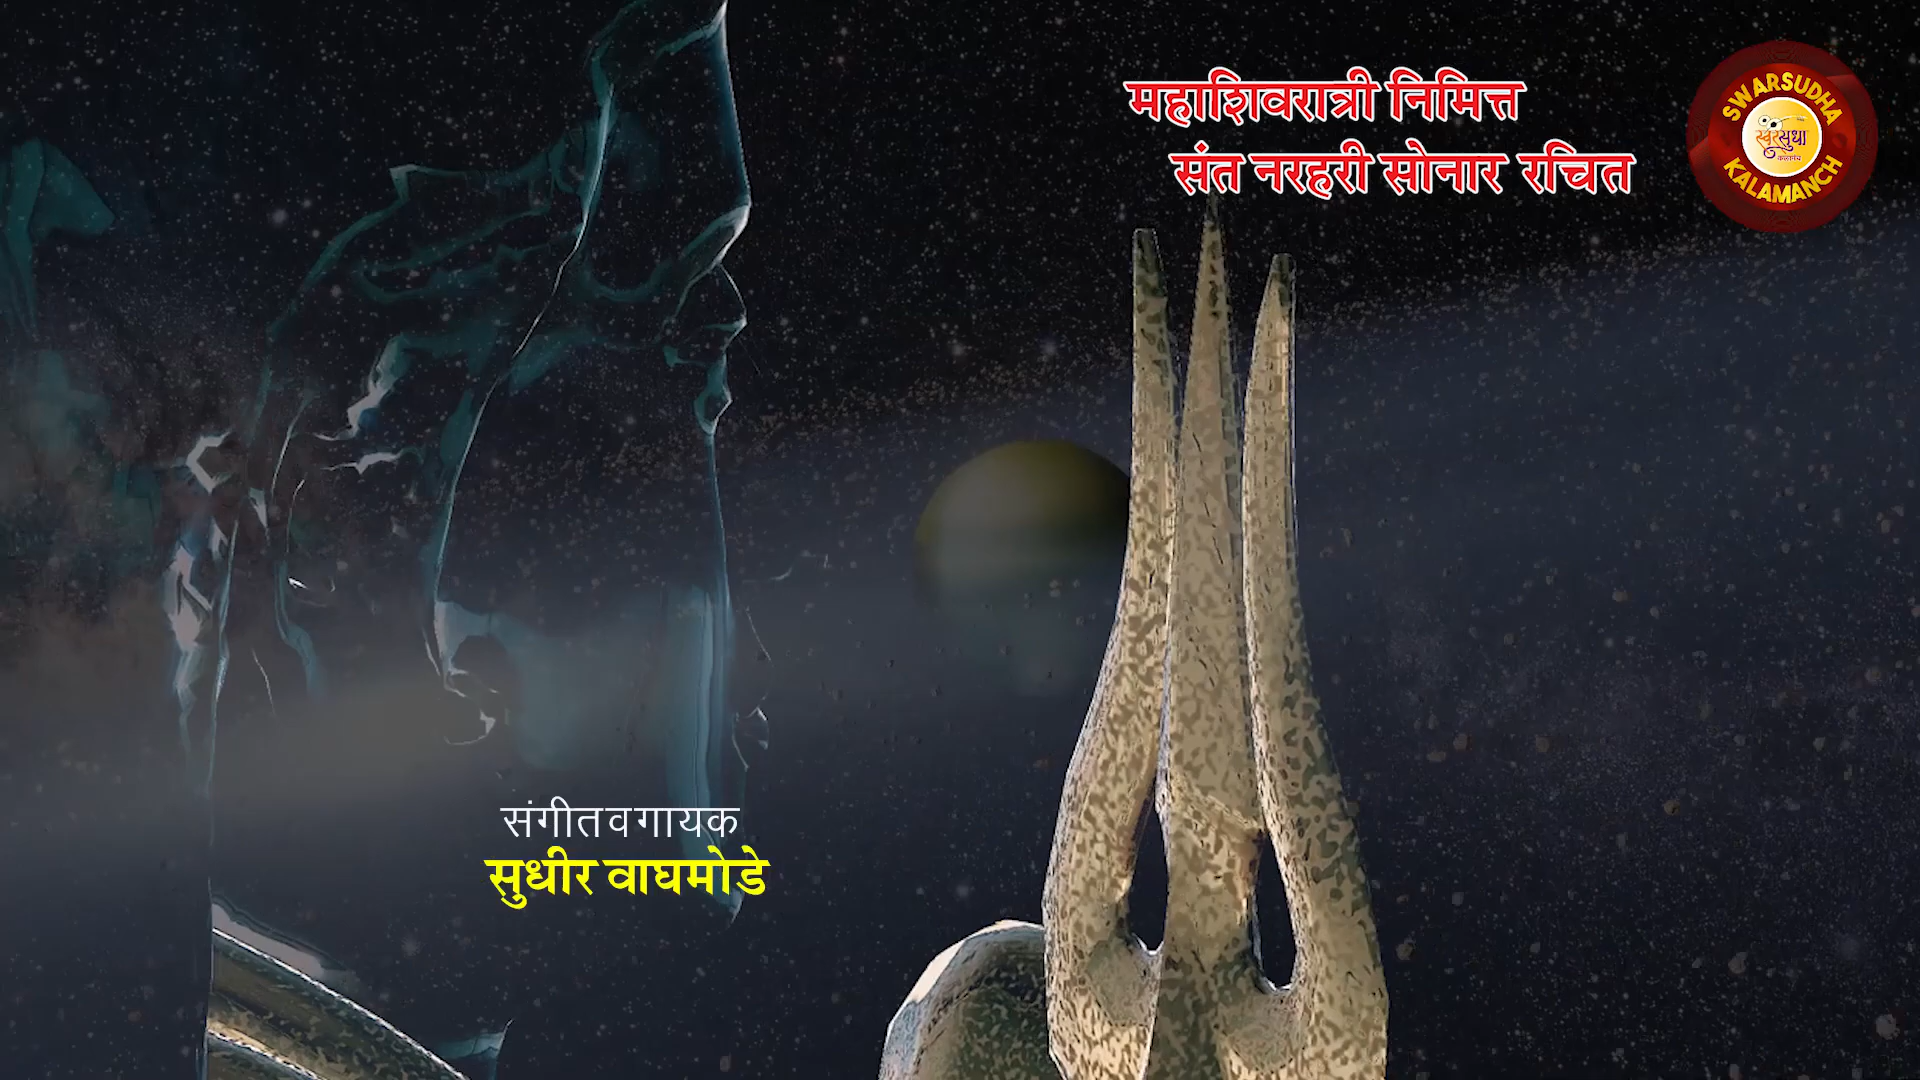 महाशिवरात्री निमित्त
संत नरहरी सोनार रचित
SWARSUDHA
स्वरसुधा
KALAMANCH
संगीत व गायक
सुधीर वाघमोडे